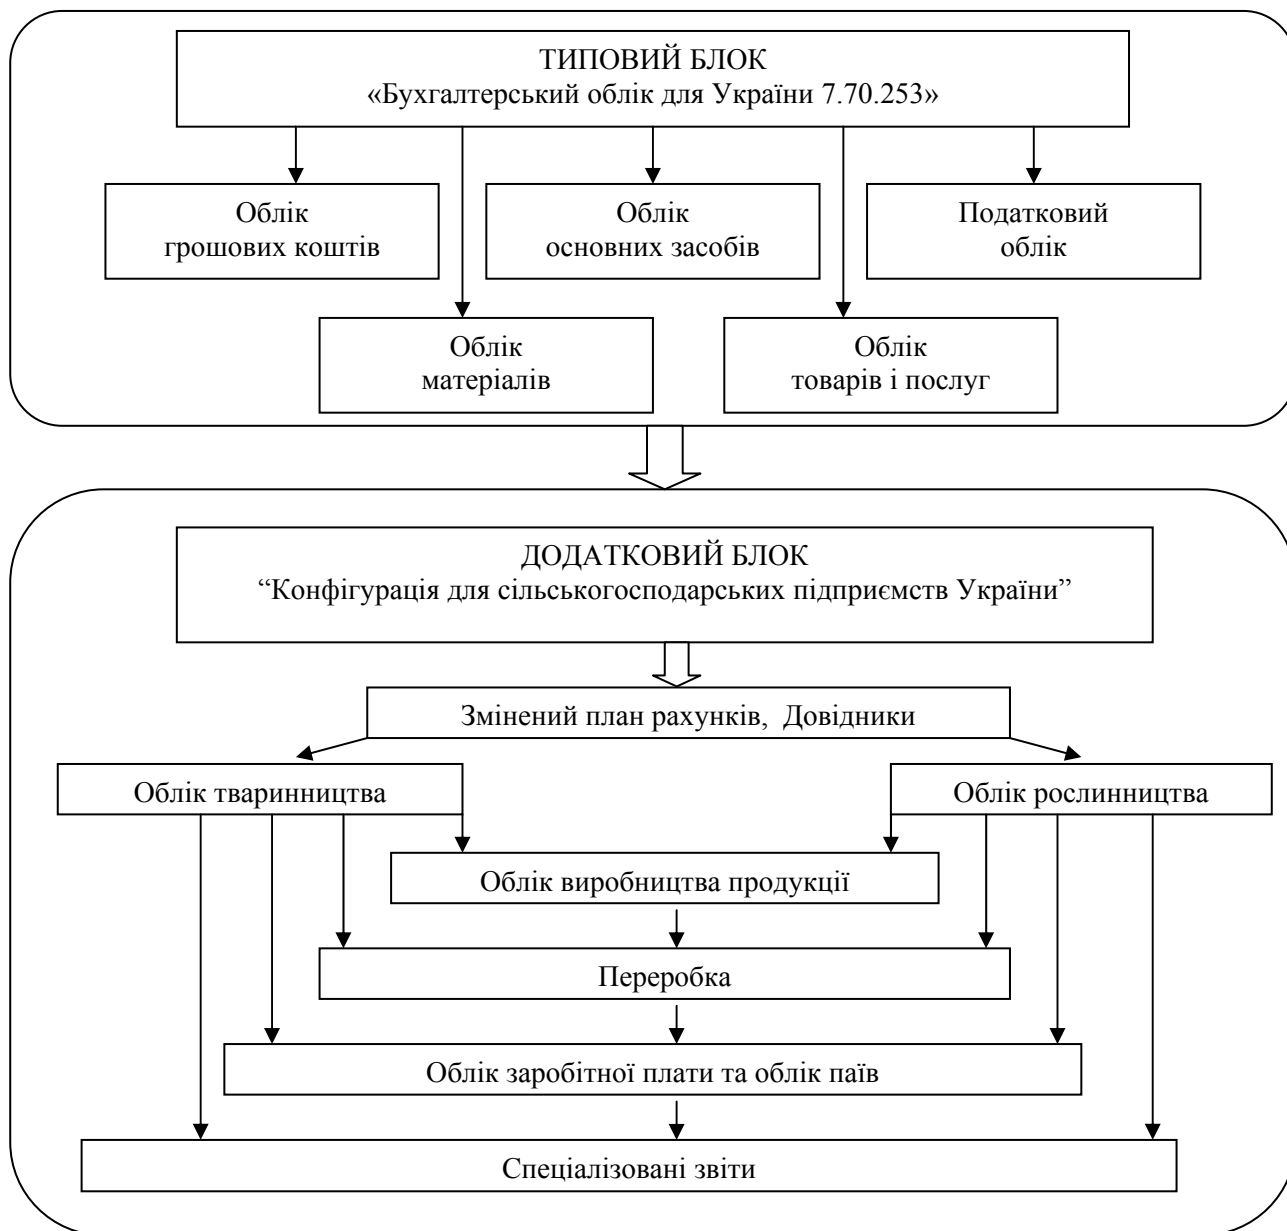 ТИПОВИЙ БЛОК
«Бухгалтерський облік для України 7.70.253»
Облік
грошових коштів
Облік
основних засобів
Податковий
облік
Облік
матеріалів
Облік
товарів і послуг
ДОДАТКОВИЙ БЛОК
“Конфігурація для сільськогосподарських підприємств України”
Змінений план рахунків, Довідники
Облік тваринництва
Облік рослинництва
Облік виробництва продукції
Переробка
Облік заробітної плати та облік паїв
Спеціалізовані звіти